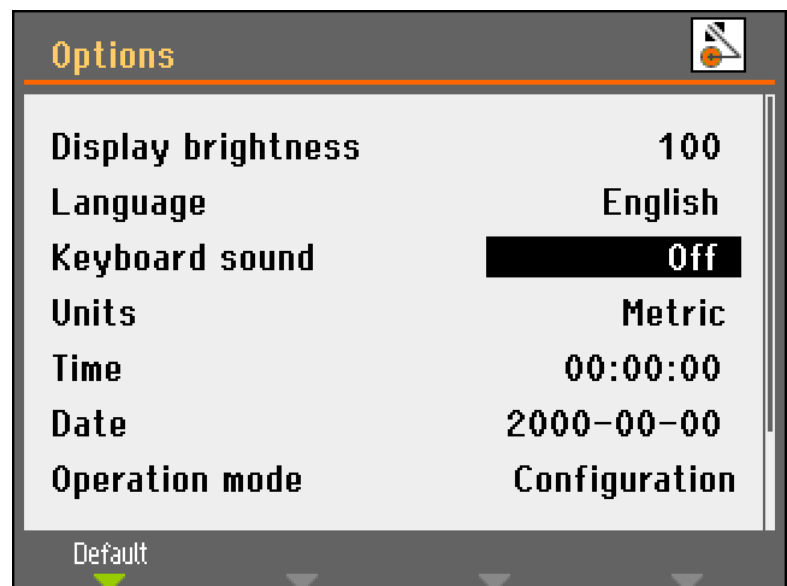 Options
Display brightness 100
Language English
Keyboard sound Off
Units Metric
Time 00:00:00
Date 2000-00-00
Operation mode Configuration
Default